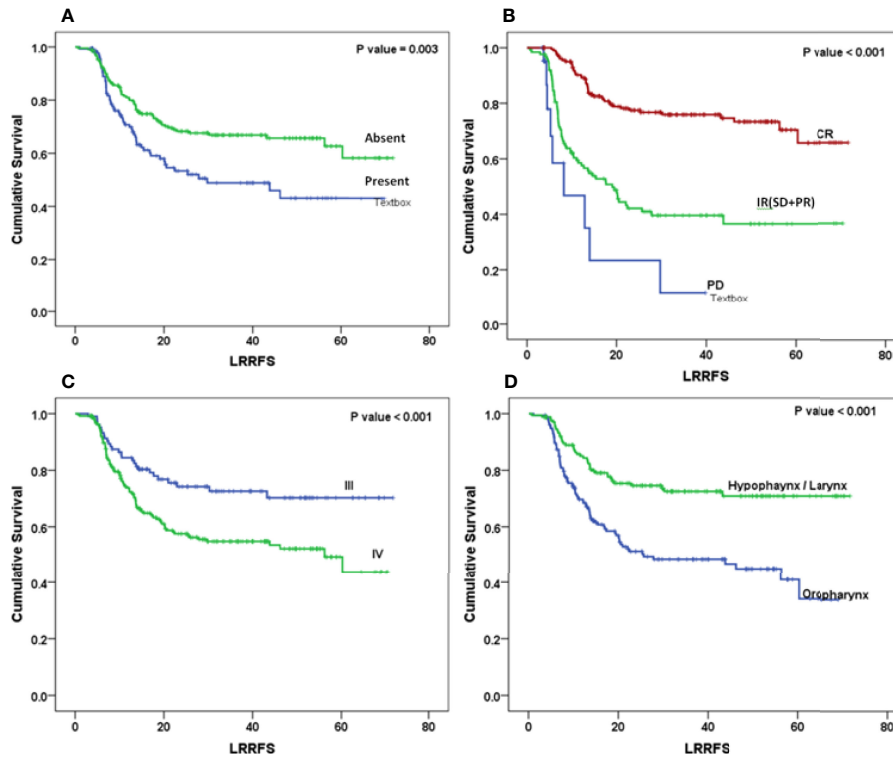 A
P value = 0.003
Cumulative Survival
1.0
0.8
0.6
0.4
0.2
0.0
Absent
Present
Textbox
0
20
40
60
80
LRRFS
B
P value < 0.001
Cumulative Survival
1.0
0.8
0.6
0.4
0.2
0.0
CR
IR(SD+PR)
PD
Textbox
0
20
40
60
80
LRRFS
C
P value < 0.001
Cumulative Survival
1.0
0.8
0.6
0.4
0.2
0.0
III
IV
0
20
40
60
80
LRRFS
D
P value < 0.001
Cumulative Survival
1.0
0.8
0.6
0.4
0.2
0.0
Hypophaynx / Larynx
Oropharynx
0
20
40
60
80
LRRFS